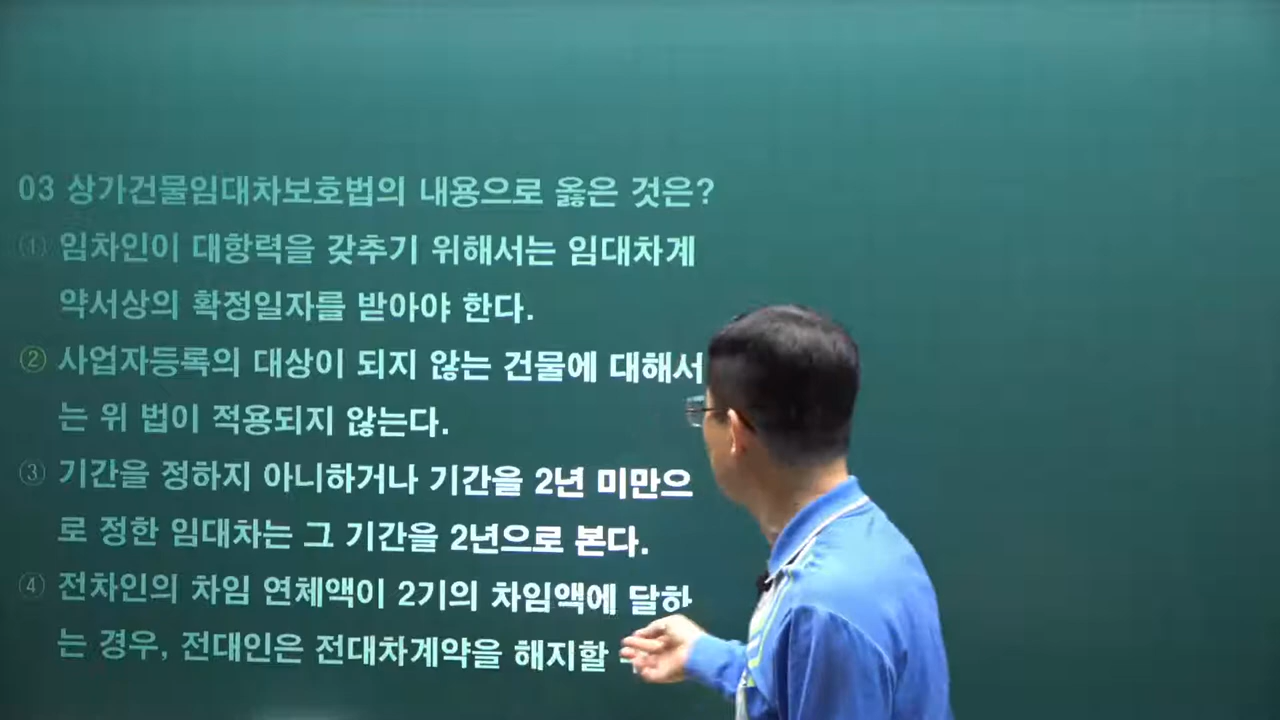 03 상가건물임대차보호법의 내용으로 옳은 것은?
① 임차인이 대항력을 갖추기 위해서는 임대차계
약서상의 확정일자를 받아야 한다.
② 사업자등록의 대상이 되지 않는 건물에 대해서
는 위 법이 적용되지 않는다.
③ 기간을 정하지 아니하거나 기간을 2년 미만으
로 정한 임대차는 그 기간을 2년으로 본다.
④ 전차인의 차임 연체액이 2기의 차임액에 달하
는 경우, 전대인은 전대차계약을 해지할